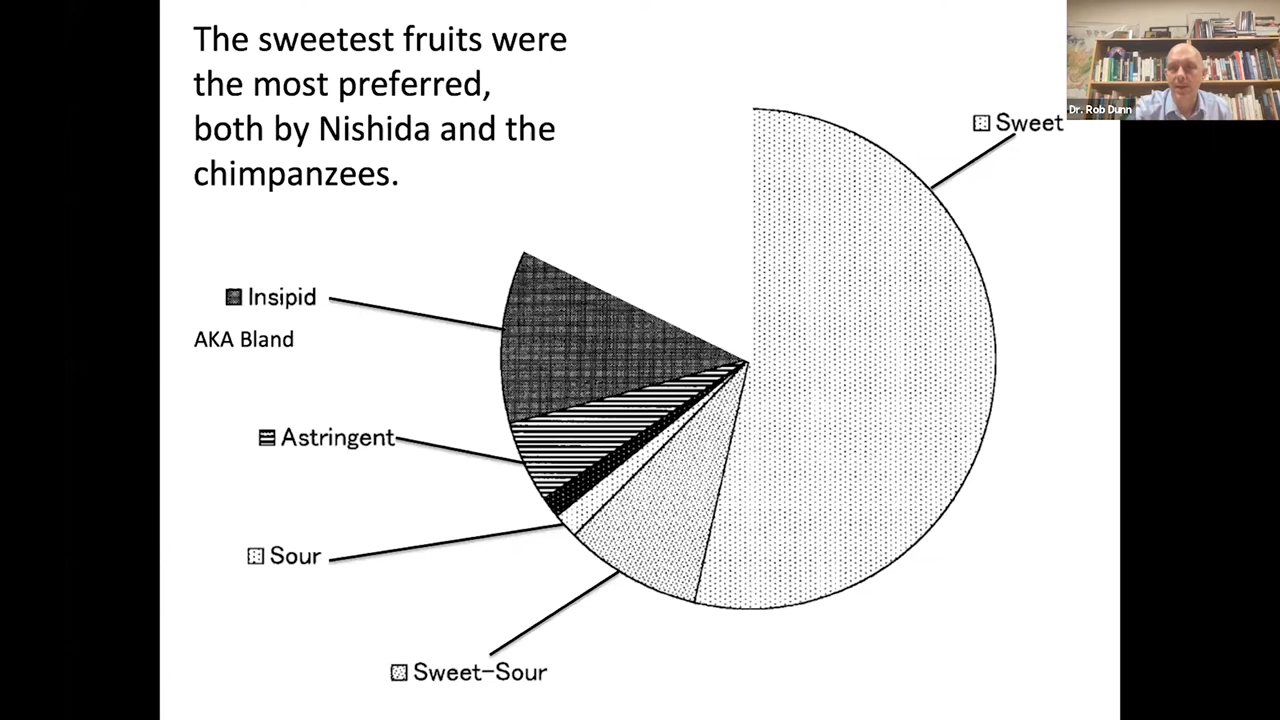 The sweetest fruits were
the most preferred,
both by Nishida and the
chimpanzees.
Dr. Rob Dunn
Sweet
Insipid
AKA Bland
Astringent
Sour
Sweet-Sour